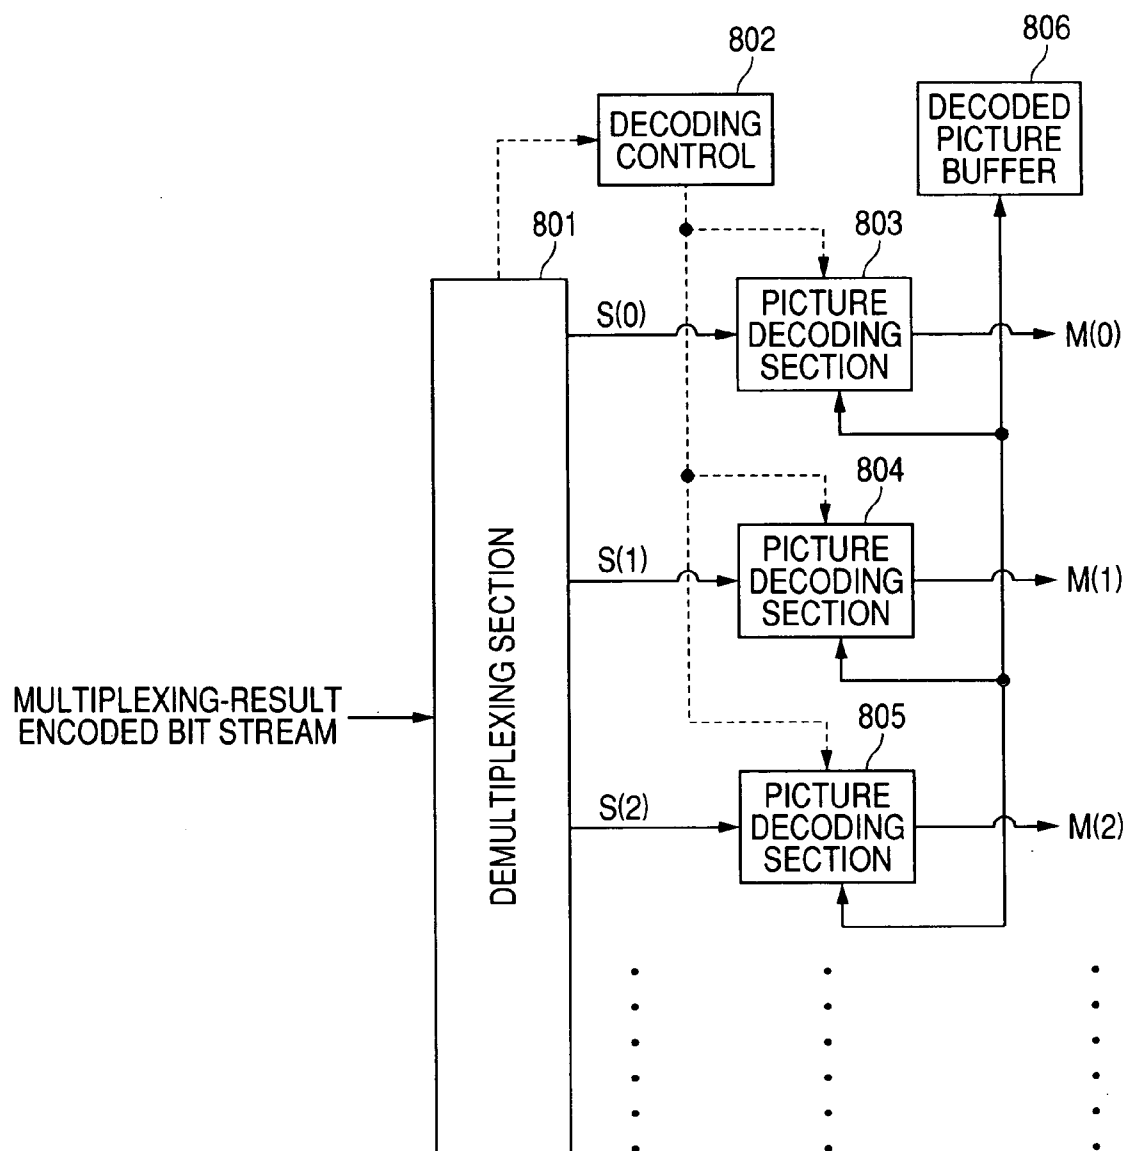 802
806
DECODING
CONTROL
DECODED
PICTURE
BUFFER
801
803
S(0)
PICTURE
DECODING
SECTION
M(0)
804
S(1)
PICTURE
DECODING
SECTION
M(1)
DEMULTIPLEXING SECTION
MULTIPLEXING-RESULT
ENCODED BIT STREAM
805
S(2)
PICTURE
DECODING
SECTION
M(2)